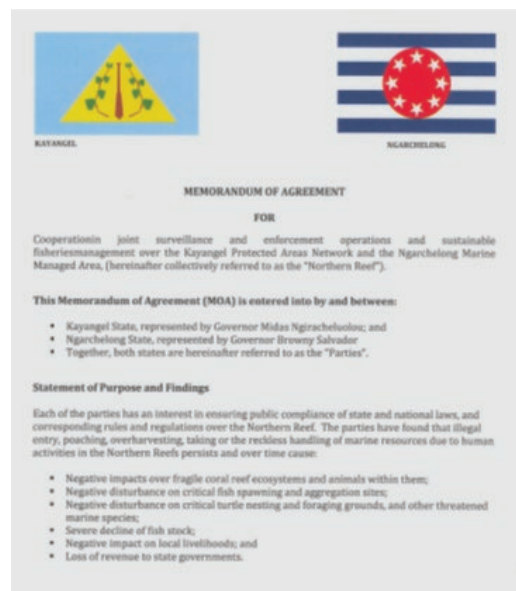 KAYANGEL
NGARCHELONG
MEMORANDUM OF AGREEMENT
FOR
Cooperationin joint surveillance and enforcement operations and sustainable
fisheriesmanagement over the Kayangel Protected Areas Network and the Ngarchelong Marine
Managed Area, (hereinafter collectively referred to as the "Northern Reef").
This Memorandum of Agreement (MOA) is entered into by and between:
• Kayangel State, represented by Governor Midas Ngiracheluolou; and
• Ngarchelong State, represented by Governor Browny Salvador
• Together, both states are hereinafter referred to as the "Parties".
Statement of Purpose and Findings
Each of the parties has an interest in ensuring public compliance of state and national laws, and
corresponding rules and regulations over the Northern Reef. The parties have found that illegal
entry, poaching, overharvesting, taking or the reckless handling of marine resources due to human
activities in the Northern Reefs persists and over time cause:
• Negative impacts over fragile coral reef ecosystems and animals within them;
• Negative disturbance on critical fish spawning and aggregation sites;
• Negative disturbance on critical turtle nesting and foraging grounds, and other threatened
marine species;
• Severe decline of fish stock;
• Negative impact on local livelihoods; and
• Loss of revenue to state governments.